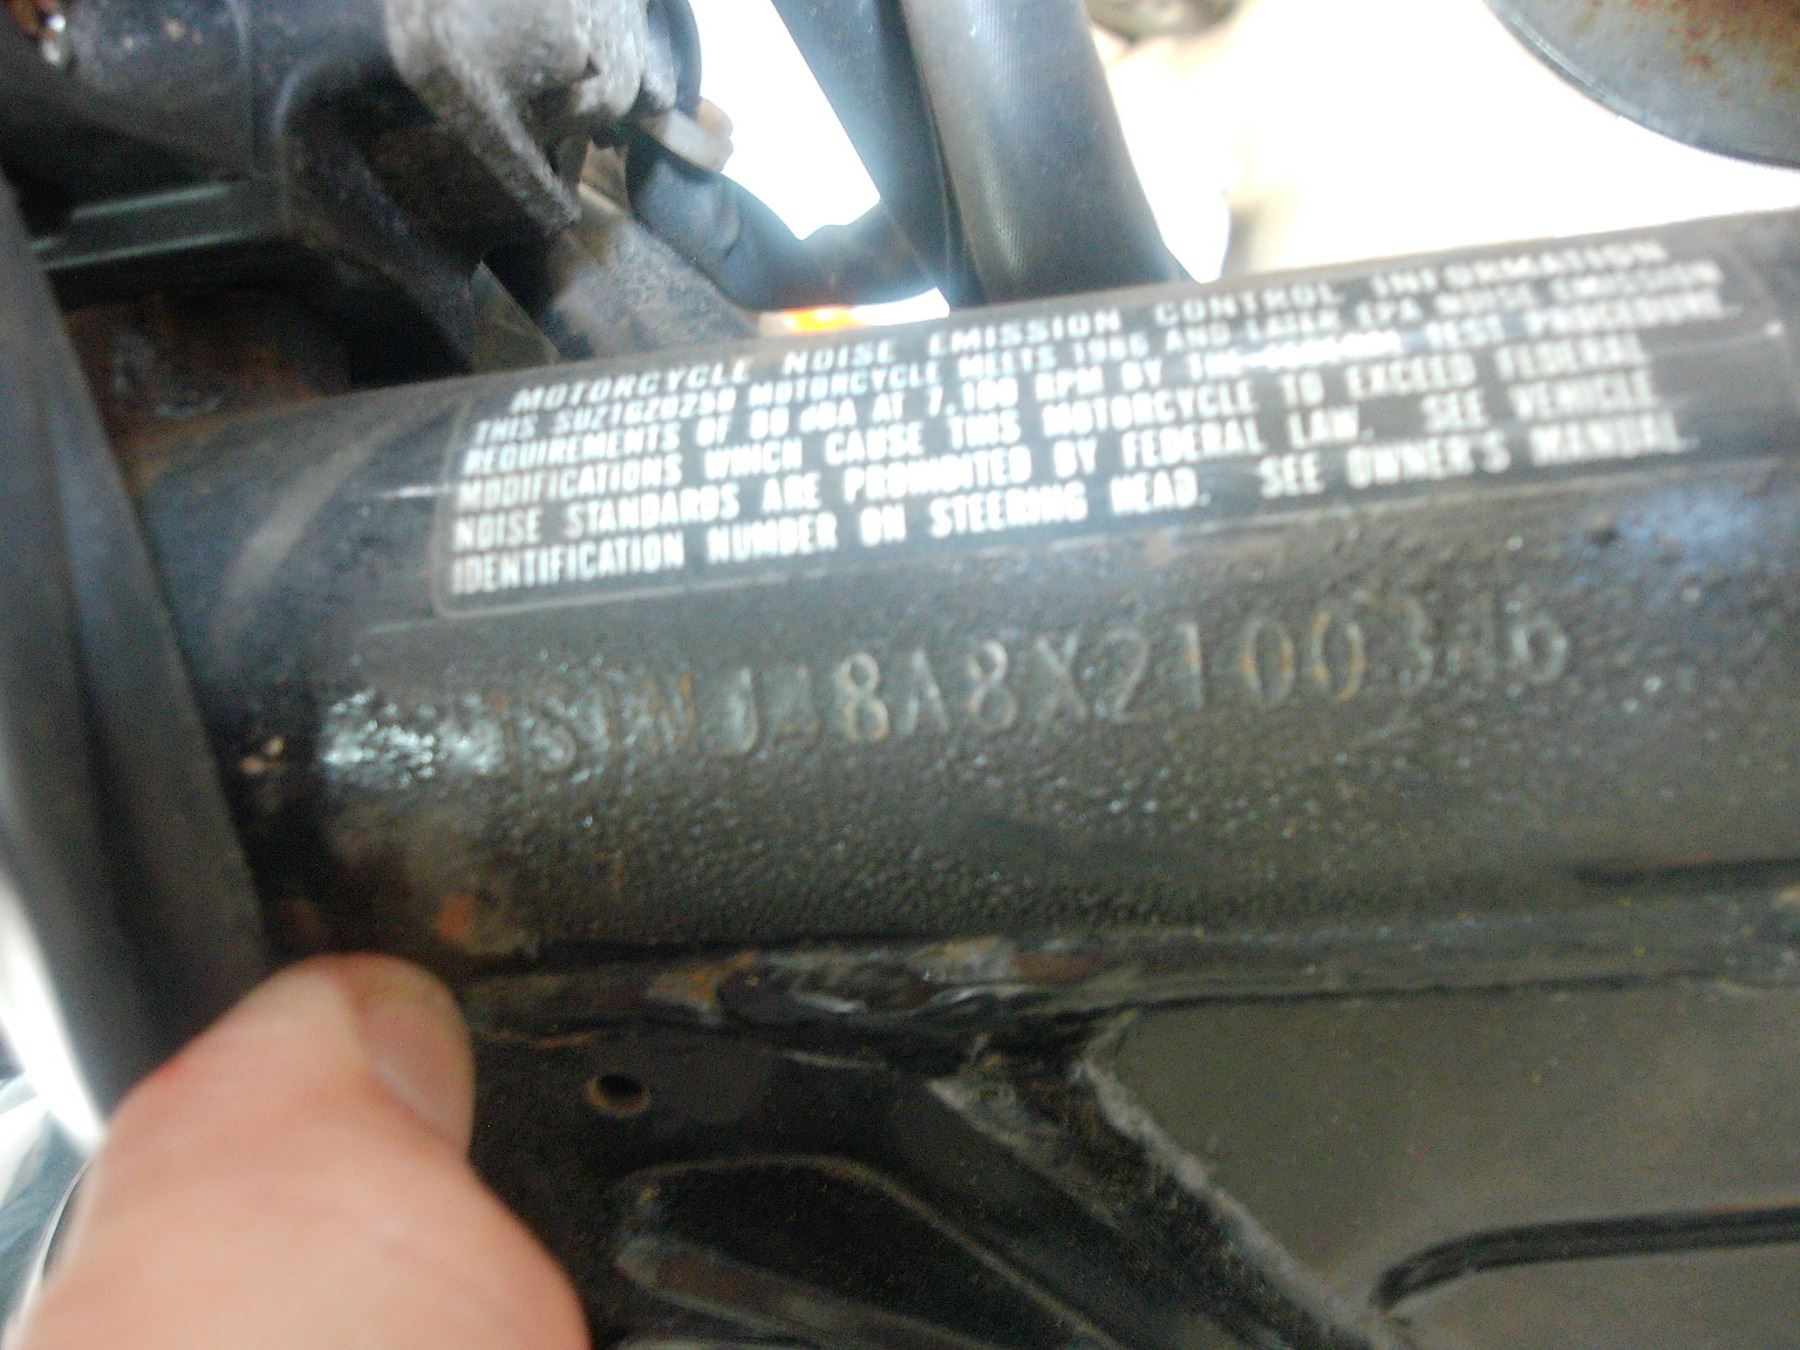 MOTORCYCLE NOISE EMISSION CONTROL INFORMATION
THIS SUZ1G20250 MOTORCYCLE MEETS 1986 AND LATER EPA NOISE EMISSION
REQUIREMENTS OF 80 dBA AT 7,100 RPM BY THE FEDERAL TEST PROCEDURE.
MODIFICATIONS WHICH CAUSE THIS MOTORCYCLE TO EXCEED FEDERAL
NOISE STANDARDS ARE PROHIBITED BY FEDERAL LAW. SEE VEHICLE
IDENTIFICATION NUMBER ON STEERING HEAD. SEE OWNER'S MANUAL.